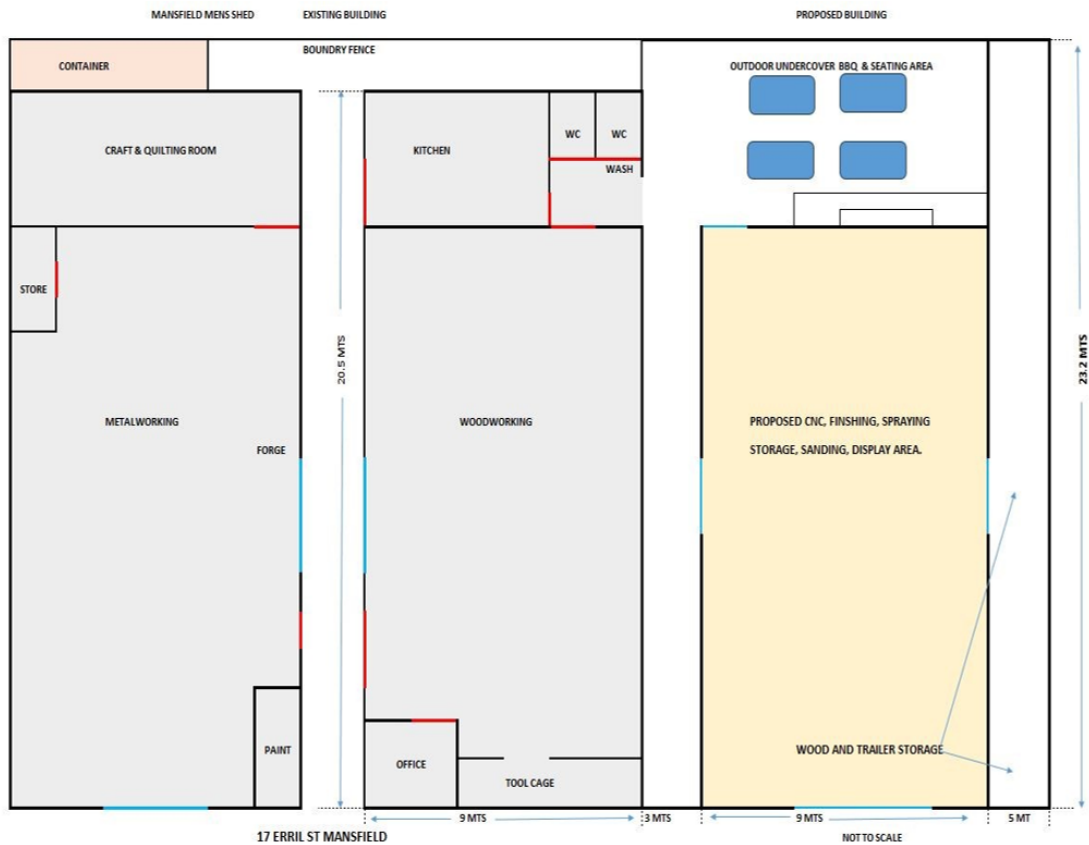 MANSFIELD MENS SHED
EXISTING BUILDING
PROPOSED BUILDING
BOUNDRY FENCE
CONTAINER
OUTDOOR UNDERCOVER BBQ & SEATING AREA
CRAFT & QUILTING ROOM
KITCHEN
WC
WC
WASH
STORE
20.5 MTS
23.2 MTS
METALWORKING
WOODWORKING
PROPOSED CNC, FINSHING, SPRAYING
STORAGE, SANDING, DISPLAY AREA.
FORGE
PAINT
OFFICE
TOOL CAGE
WOOD AND TRAILER STORAGE
9 MTS
3 MTS
9 MTS
5 MT
17 ERRIL ST MANSFIELD
NOT TO SCALE